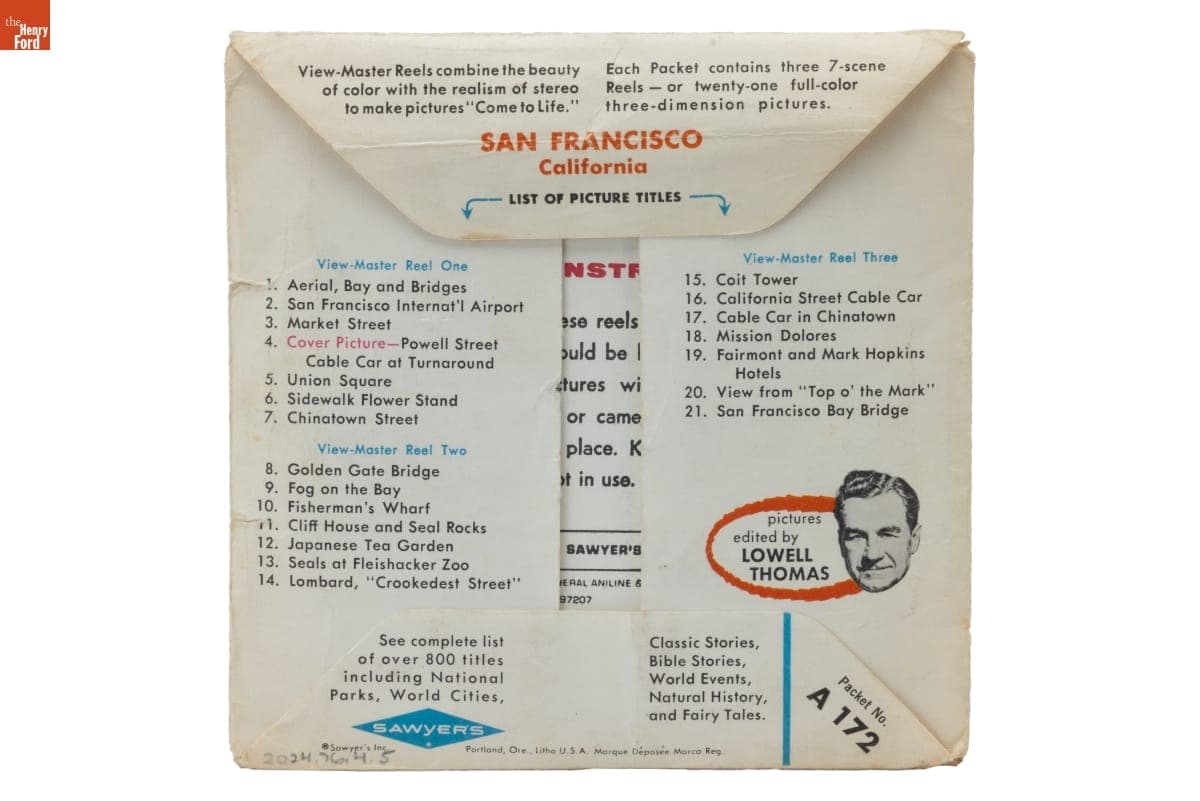 the
Henry
Ford
View-Master Reels combine the beauty
of color with the realism of stereo
to make pictures "Come to Life."
Each Packet contains three 7-scene
Reels — or twenty-one full-color
three-dimension pictures.
SAN FRANCISCO
California
LIST OF PICTURE TITLES
View-Master Reel One
1. Aerial, Bay and Bridges
2. San Francisco Internat'l Airport
3. Market Street
4. Cover Picture—Powell Street
Cable Car at Turnaround
5. Union Square
6. Sidewalk Flower Stand
7. Chinatown Street
View-Master Reel Two
8. Golden Gate Bridge
9. Fog on the Bay
10. Fisherman's Wharf
11. Cliff House and Seal Rocks
12. Japanese Tea Garden
13. Seals at Fleishacker Zoo
14. Lombard, "Crookedest Street"
NSTR
ese reels
ould be
tures wi
or came
place. K
ot in use.
SAWYER'S
ERAL ANILINE &
97207
View-Master Reel Three
15. Coit Tower
16. California Street Cable Car
17. Cable Car in Chinatown
18. Mission Dolores
19. Fairmont and Mark Hopkins
Hotels
20. View from "Top o' the Mark"
21. San Francisco Bay Bridge
pictures
edited by
LOWELL
THOMAS
See complete list
of over 800 titles
including National
Parks, World Cities,
Classic Stories,
Bible Stories,
World Events,
Natural History,
and Fairy Tales.
SAWYER'S
®Sawyer's Inc.
Portland, Ore., Litho U.S.A. Marque Déposée Marca Reg.
2024.76.4.5
Packet No.
A 172